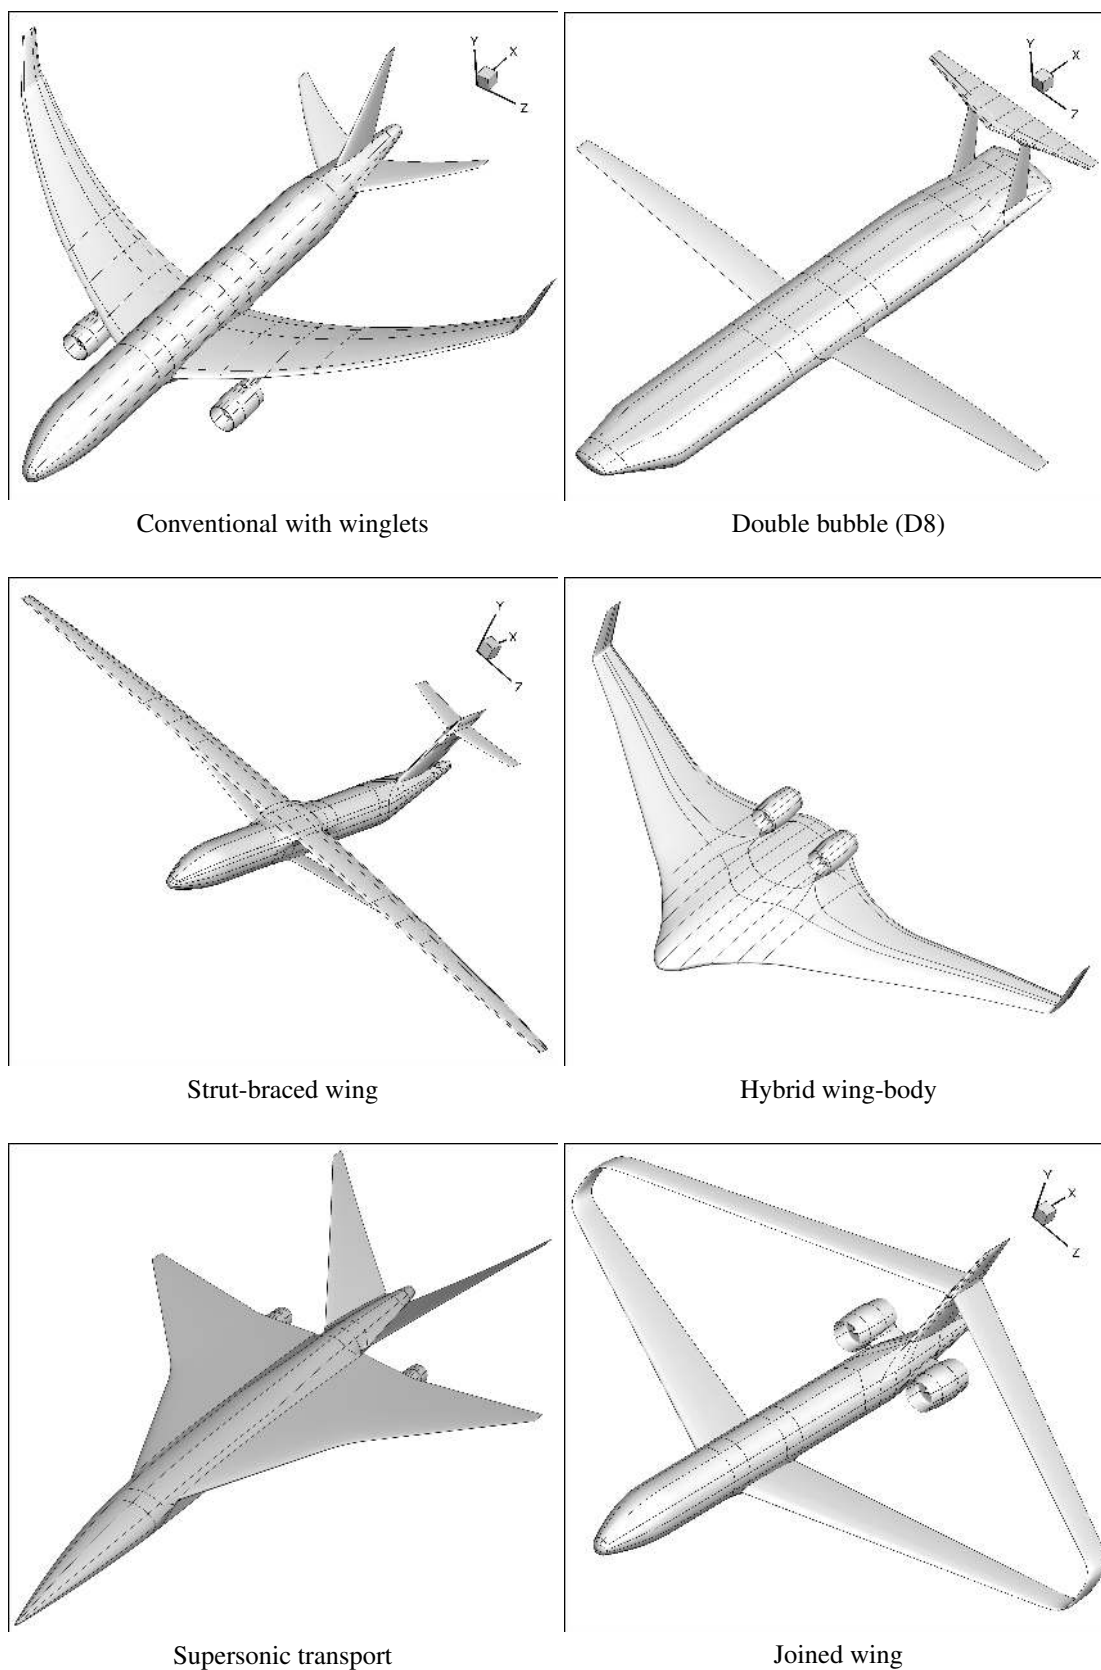 Y
X
Z
Y
X
Z
Conventional with winglets
Double bubble (D8)
Y
X
Z
Strut-braced wing
Hybrid wing-body
Y
X
Z
Supersonic transport
Joined wing